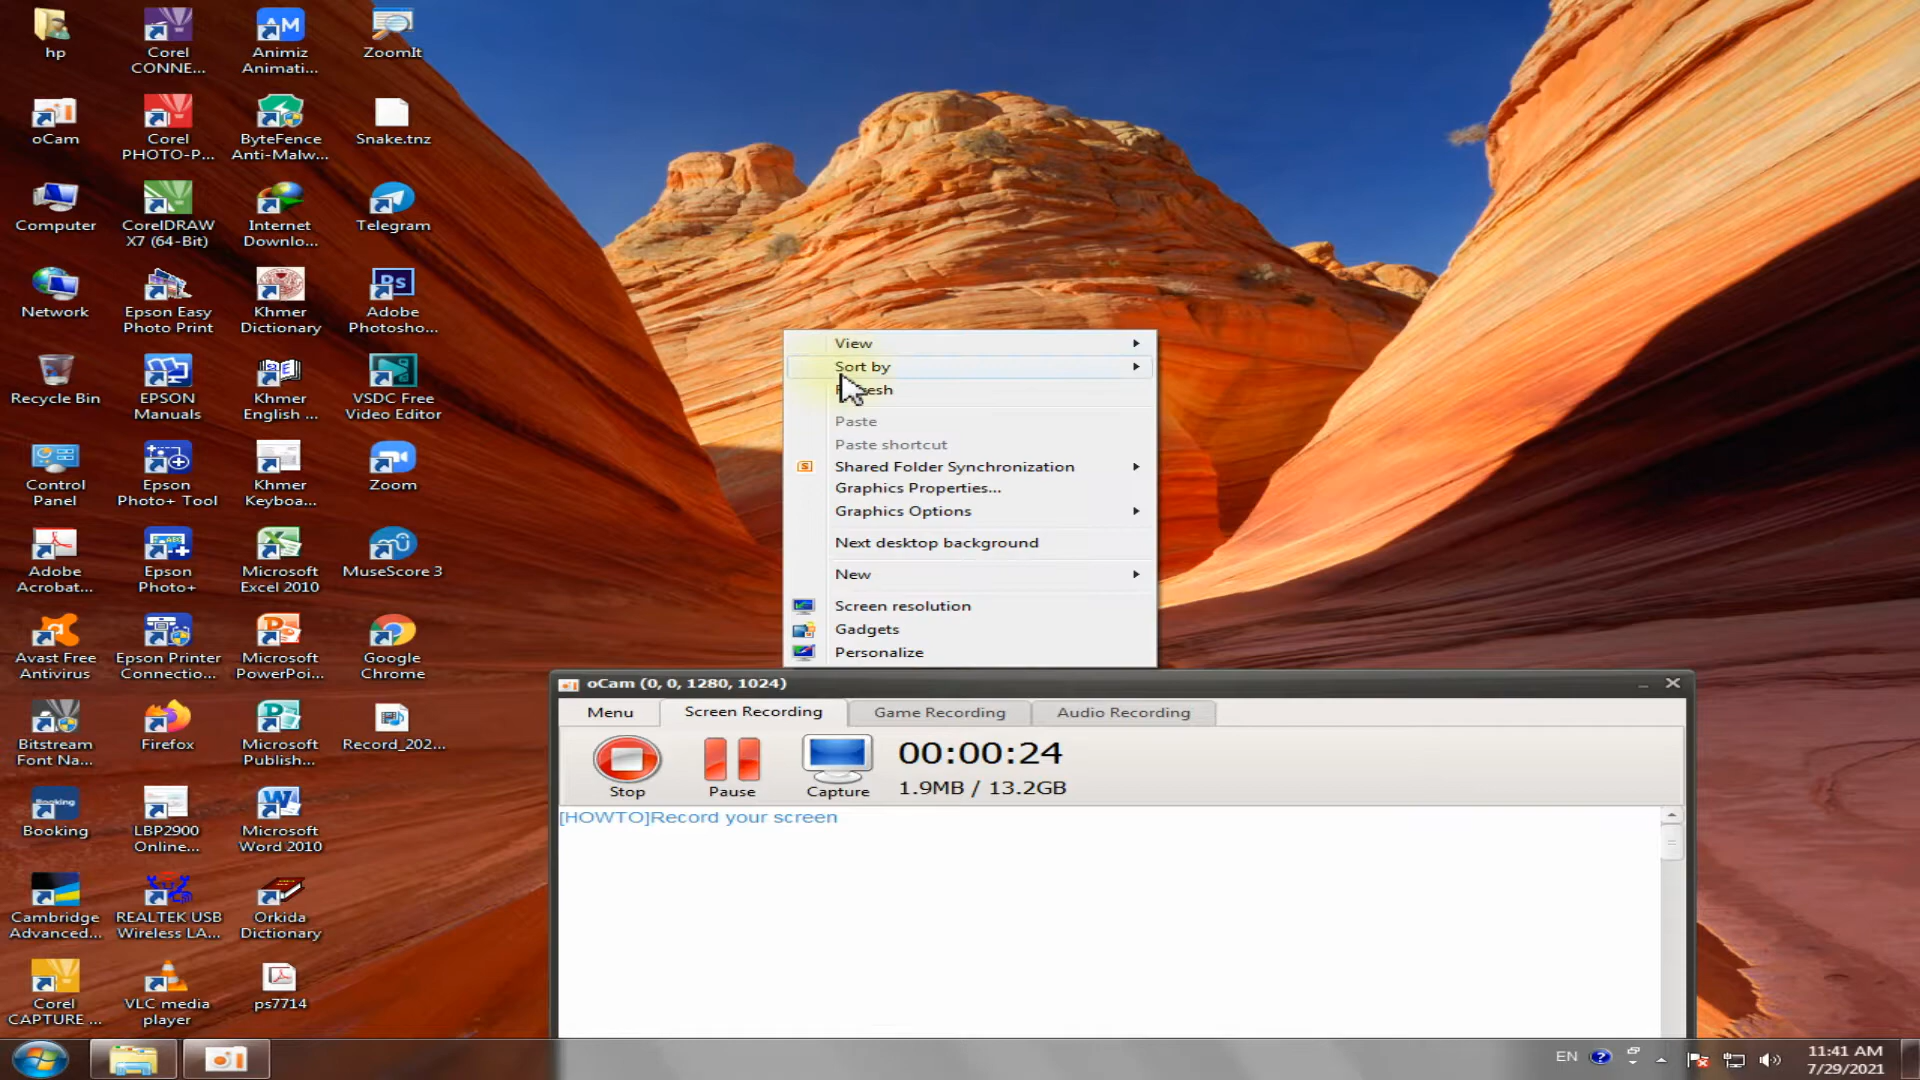 hp
Corel
CONNE...
Animiz
Animati...
ZoomIt
oCam
Corel
PHOTO-P...
ByteFence
Anti-Malw...
Snake.tnz
Computer
CorelDRAW
X7 (64-Bit)
Internet
Downlo...
Telegram
Network
Epson Easy
Photo Print
Khmer
Dictionary
Adobe
Photosho...
Recycle Bin
EPSON
Manuals
Khmer
English ...
VSDC Free
Video Editor
Control
Panel
Epson
Photo+ Tool
Khmer
Keyboa...
Zoom
Adobe
Acrobat...
Epson
Photo+
Microsoft
Excel 2010
MuseScore 3
Avast Free
Antivirus
Epson Printer
Connectio...
Microsoft
PowerPoi...
Google
Chrome
Bitstream
Font Na...
Firefox
Microsoft
Publish...
Record_202...
Booking
LBP2900
Online...
Microsoft
Word 2010
Cambridge
Advanced...
REALTEK USB
Wireless LA...
Orkida
Dictionary
Corel
CAPTURE ...
VLC media
player
ps7714
View
Sort by
Paste
Paste shortcut
Shared Folder Synchronization
Graphics Properties...
Graphics Options
Next desktop background
New
Screen resolution
Gadgets
Personalize
oCam (0, 0, 1280, 1024)
Menu
Screen Recording
Game Recording
Audio Recording
Stop
Pause
Capture
00:00:24
1.9MB / 13.2GB
[HOWTO]Record your screen
EN
11:41 AM
7/29/2021